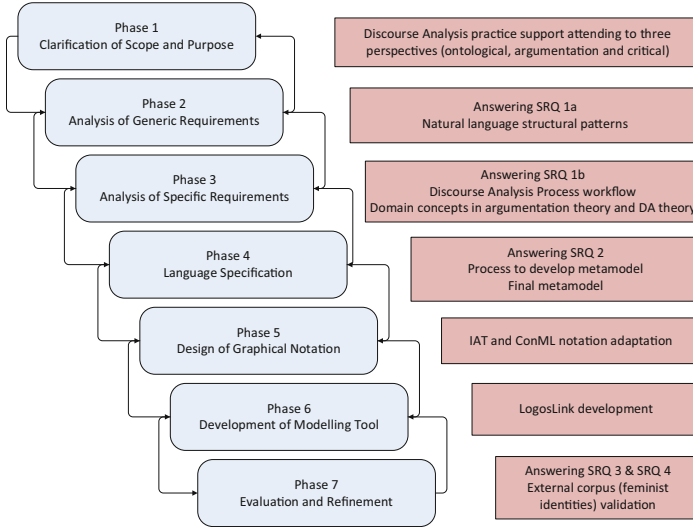 Phase 1
Clarification of Scope and Purpose
Discourse Analysis practice support attending to three
perspectives (ontological, argumentation and critical)
Phase 2
Analysis of Generic Requirements
Answering SRQ 1a
Natural language structural patterns
Phase 3
Analysis of Specific Requirements
Answering SRQ 1b
Discourse Analysis Process workflow
Domain concepts in argumentation theory and DA theory
Phase 4
Language Specification
Answering SRQ 2
Process to develop metamodel
Final metamodel
Phase 5
Design of Graphical Notation
IAT and ConML notation adaptation
Phase 6
Development of Modelling Tool
LogosLink development
Phase 7
Evaluation and Refinement
Answering SRQ 3 & SRQ 4
External corpus (feminist
identities) validation